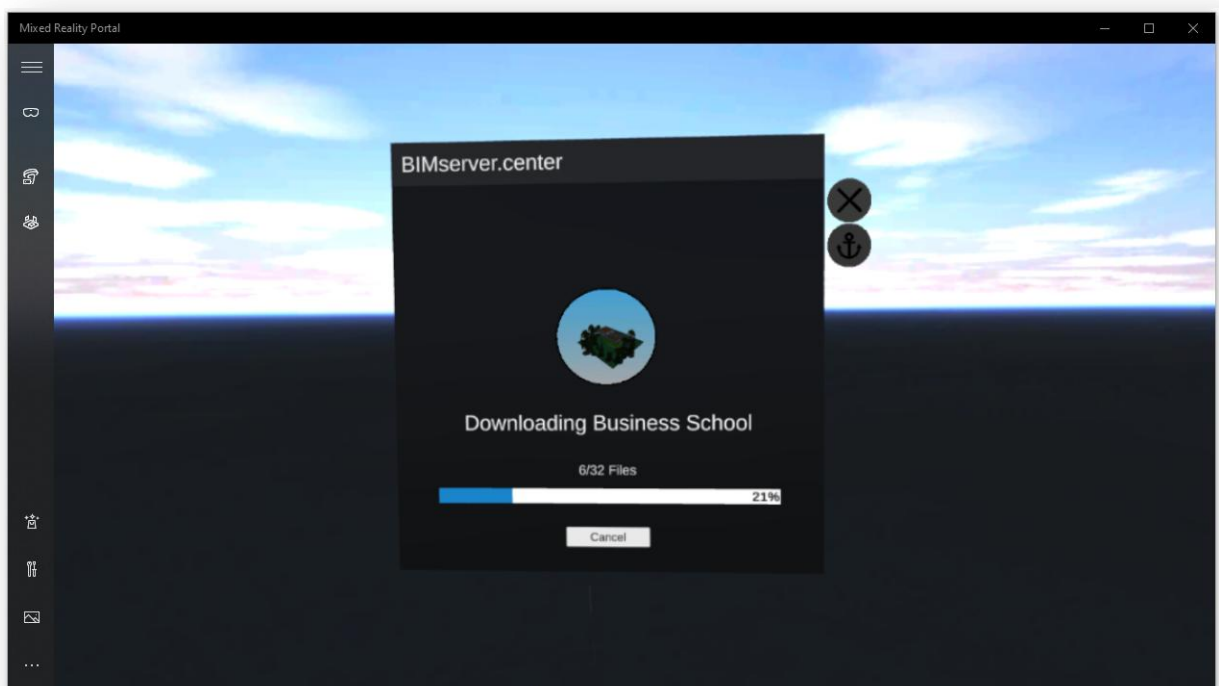 Mixed Reality Portal
BIMserver.center
Downloading Business School
6/32 Files
21%
Cancel